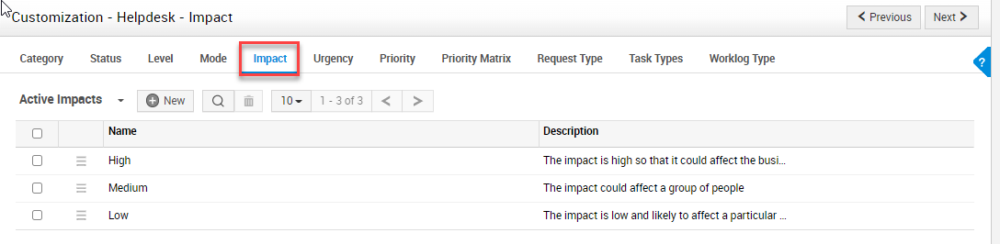 Customization - Helpdesk - Impact
Previous
Next
Category Status Level Mode Impact Urgency Priority Priority Matrix Request Type Task Types Worklog Type
?
Active Impacts New 10 1 - 3 of 3
Name Description
High The impact is high so that it could affect the busi...
Medium The impact could affect a group of people
Low The impact is low and likely to affect a particular ...